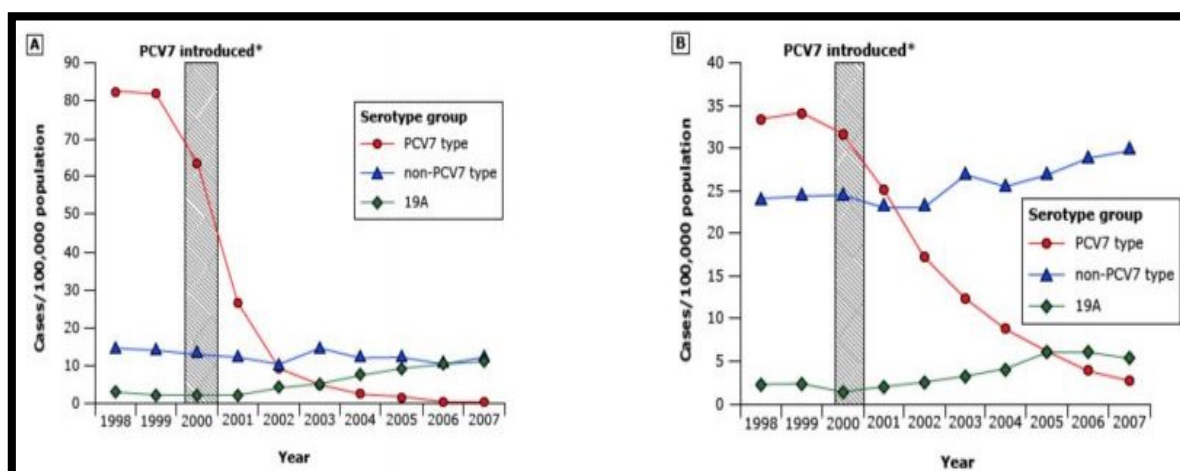 A
PCV7 introduced*
Cases/100,000 population
90
80
70
60
50
40
30
20
10
0
Serotype group
PCV7 type
non-PCV7 type
19A
1998 1999 2000 2001 2002 2003 2004 2005 2006 2007
Year
B
PCV7 introduced*
Cases/100,000 population
40
35
30
25
20
15
10
5
0
Serotype group
PCV7 type
non-PCV7 type
19A
1998 1999 2000 2001 2002 2003 2004 2005 2006 2007
Year